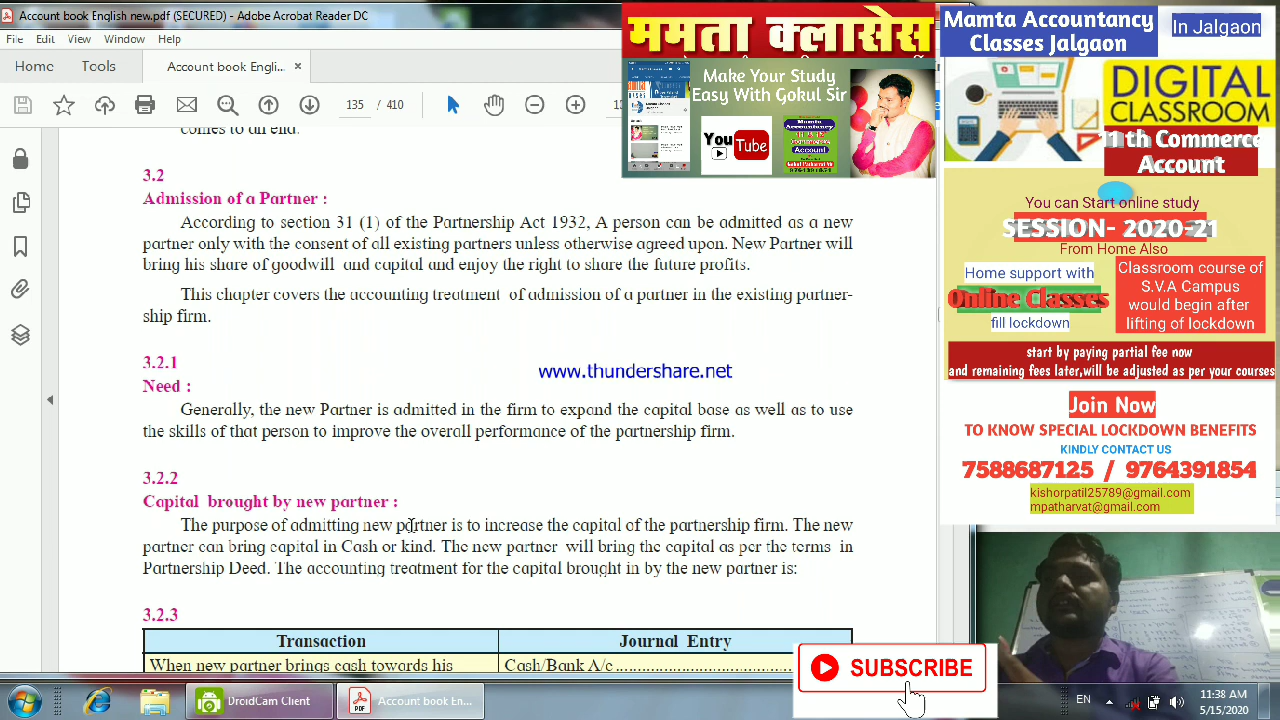 Account book English new.pdf (SECURED) - Adobe Acrobat Reader DC
File Edit View Window Help
Home Tools Account book Engli... ×
135 / 410
comes to an end.
3.2
Admission of a Partner :
According to section 31 (1) of the Partnership Act 1932, A person can be admitted as a new
partner only with the consent of all existing partners unless otherwise agreed upon. New Partner will
bring his share of goodwill and capital and enjoy the right to share the future profits.
This chapter covers the accounting treatment of admission of a partner in the existing partner-
ship firm.
3.2.1
Need :
www.thundershare.net
Generally, the new Partner is admitted in the firm to expand the capital base as well as to use
the skills of that person to improve the overall performance of the partnership firm.
3.2.2
Capital brought by new partner :
The purpose of admitting new partner is to increase the capital of the partnership firm. The new
partner can bring capital in Cash or kind. The new partner will bring the capital as per the terms in
Partnership Deed. The accounting treatment for the capital brought in by the new partner is:
3.2.3
Transaction Journal Entry
When new partner brings cash towards his Cash/Bank A/c
ममता क्लासेस
Make Your Study
Easy With Gokul Sir
You Tube
Mamta
Accountancy
Account
Mamta Accountancy
Classes Jalgaon
In Jalgaon
DIGITAL
CLASSROOM
1 th Commerce
Account
You can Start online study
SESSION- 2020-21
From Home Also
Home support with
Online Classes
fill lockdown
Classroom course of
S.V.A Campus
would begin after
lifting of lockdown
start by paying partial fee now
and remaining fees later,will be adjusted as per your courses
Join Now
TO KNOW SPECIAL LOCKDOWN BENEFITS
KINDLY CONTACT US
7588687125 / 9764391854
kishorpatil25789@gmail.com
mpatharvat@gmail.com
SUBSCRIBE
DroidCam Client
Account book En...
EN
11:38 AM
5/15/2020